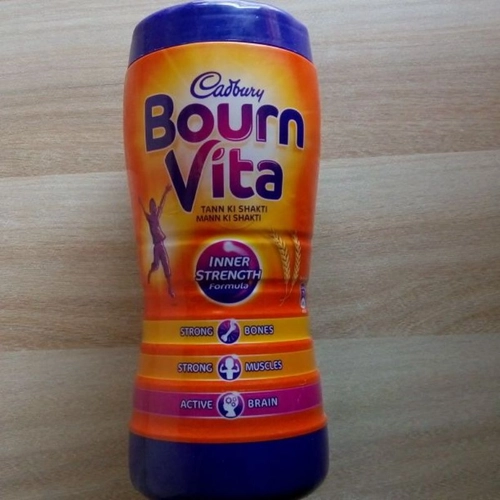 Cadbury
Bourn
Vita
TANN KI SHAKTI
MANN KI SHAKTI
INNER
STRENGTH
Formula
STRONG BONES
STRONG MUSCLES
ACTIVE BRAIN